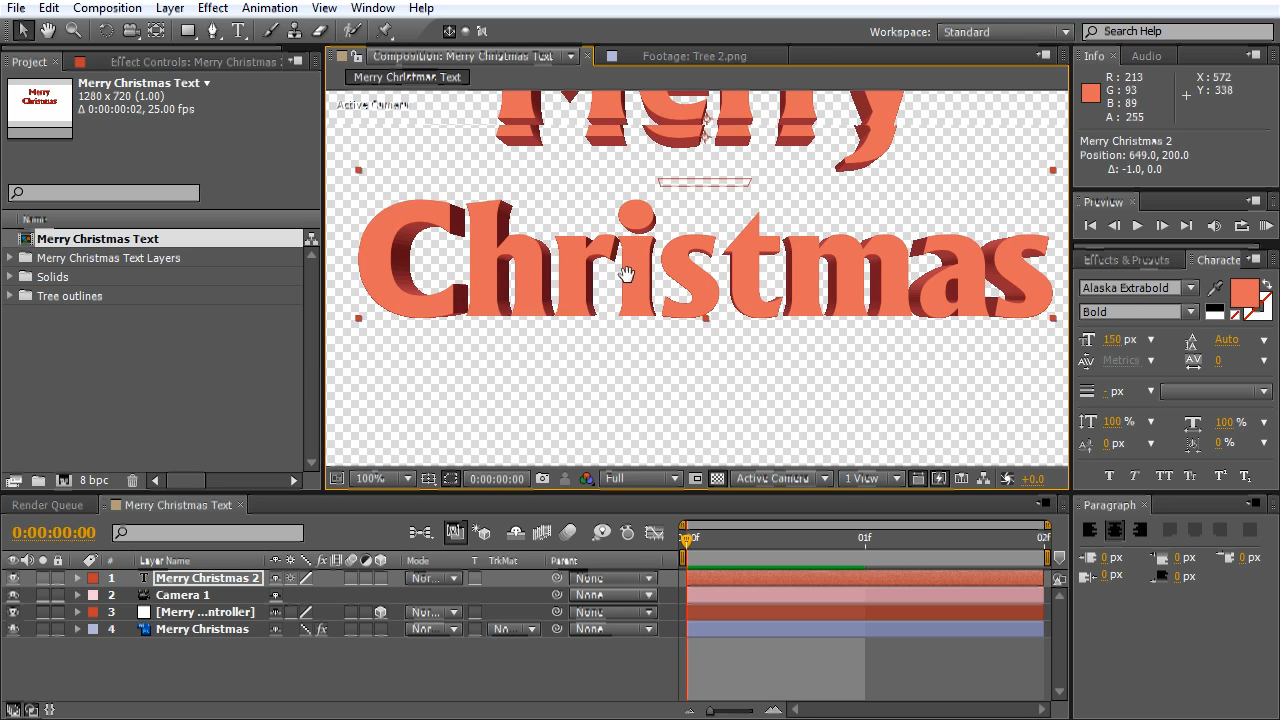 File Edit Composition Layer Effect Animation View Window Help
Workspace: Standard Search Help
Project Effect Controls: Merry Christmas
Composition: Merry Christmas Text Footage: Tree 2.png
Info Audio
Merry Christmas Text
1280 x 720 (1.00)
Δ 0:00:00:02, 25.00 fps
Merry Christmas
Merry Christmas Text
Active Camera
R : 213 X : 572
G : 93 Y : 338
B : 89
A : 255
Merry Christmas 2
Position: 649.0, 200.0
Δ: -1.0, 0.0
Merry
Christmas
Name
Merry Christmas Text
Merry Christmas Text Layers
Solids
Tree outlines
Preview
Effects & Presets Characte
Alaska Extrabold
Bold
150 px Auto
Metrics 0
- px
100 % 100 %
0 px 0 %
T T TT Tr T¹ T₁
8 bpc
100% 0:00:00:00 Full Active Camera 1 View +0.0
Render Queue Merry Christmas Text
Paragraph
0:00:00:00
00f 01f 02f
# Layer Name Mode T TrkMat Parent
1 T Merry Christmas 2 Nor... None
2 Camera 1 None
3 [Merry ...ntroller] Nor... None
4 Merry Christmas Nor... No... None
0 px 0 px 0 px
0 px 0 px